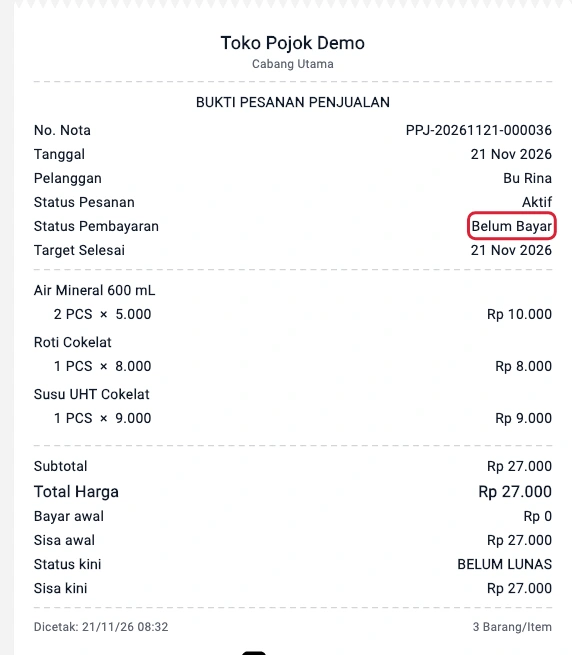 Toko Pojok Demo
Cabang Utama
BUKTI PESANAN PENJUALAN
No. Nota PPJ-20261121-000036
Tanggal 21 Nov 2026
Pelanggan Bu Rina
Status Pesanan Aktif
Status Pembayaran Belum Bayar
Target Selesai 21 Nov 2026
Air Mineral 600 mL
2 PCS × 5.000 Rp 10.000
Roti Cokelat
1 PCS × 8.000 Rp 8.000
Susu UHT Cokelat
1 PCS × 9.000 Rp 9.000
Subtotal Rp 27.000
Total Harga Rp 27.000
Bayar awal Rp 0
Sisa awal Rp 27.000
Status kini BELUM LUNAS
Sisa kini Rp 27.000
Dicetak: 21/11/26 08:32 3 Barang/Item